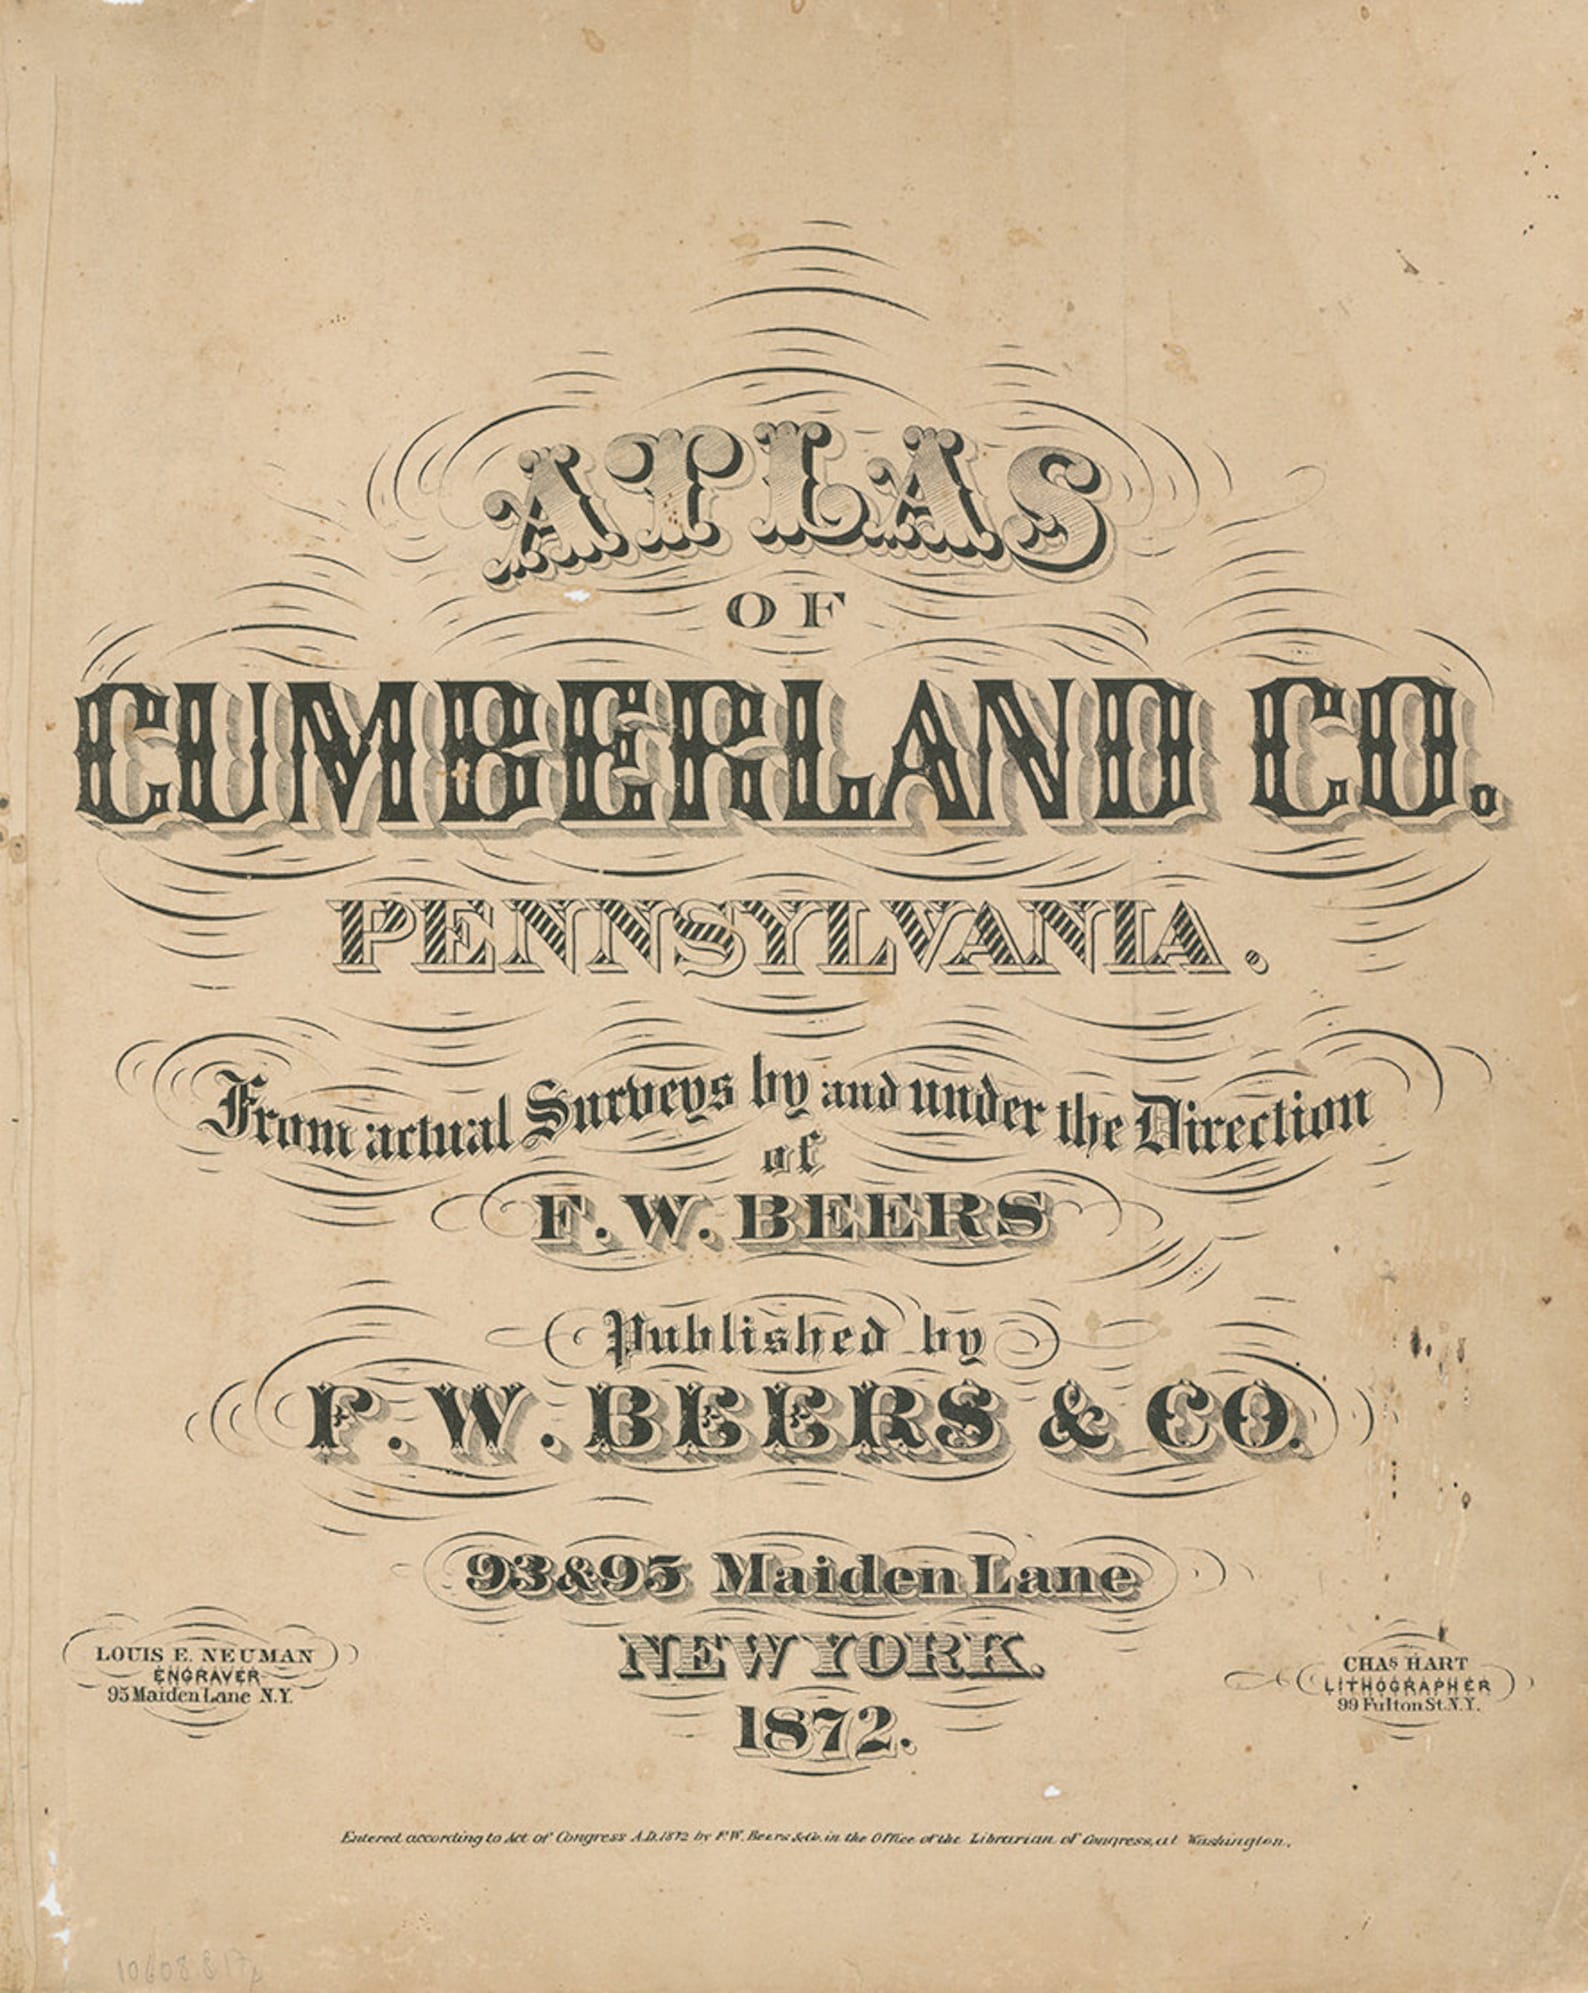 ATLAS
OF
CUMBERLAND CO.
PENNSYLVANIA.
From actual Surveys by and under the Direction
of
F. W. BEERS
Published by
F. W. BEERS & CO.
93 & 95 Maiden Lane
NEW YORK.
1872.
LOUIS E. NEUMAN
ENGRAVER
95 Maiden Lane N.Y.
CHAS HART
LITHOGRAPHER
99 Fulton St. N.Y.
Entered according to Act of Congress A.D. 1872 by F.W. Beers & Co. in the Office of the Librarian of Congress, at Washington.